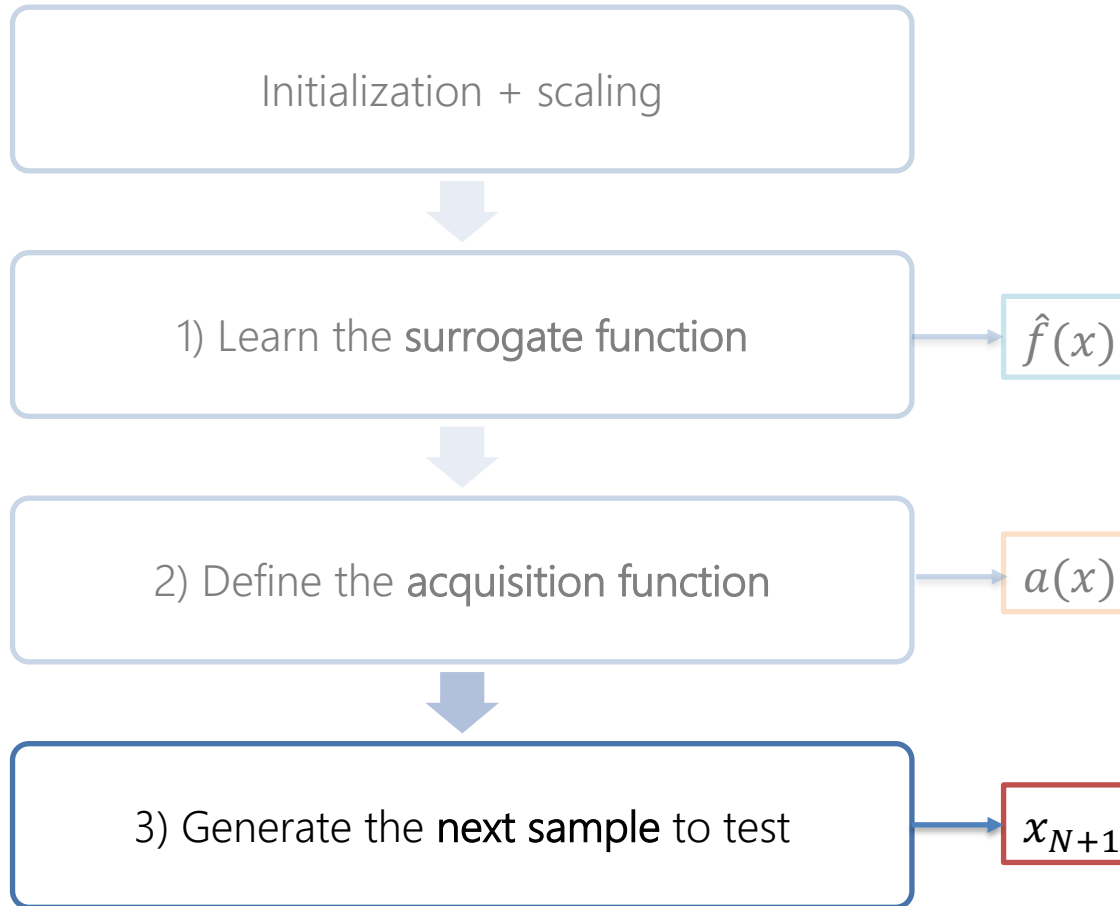 Initialization + scaling
1) Learn the surrogate function
f̂(x)
2) Define the acquisition function
a(x)
3) Generate the next sample to test
x_{N+1}